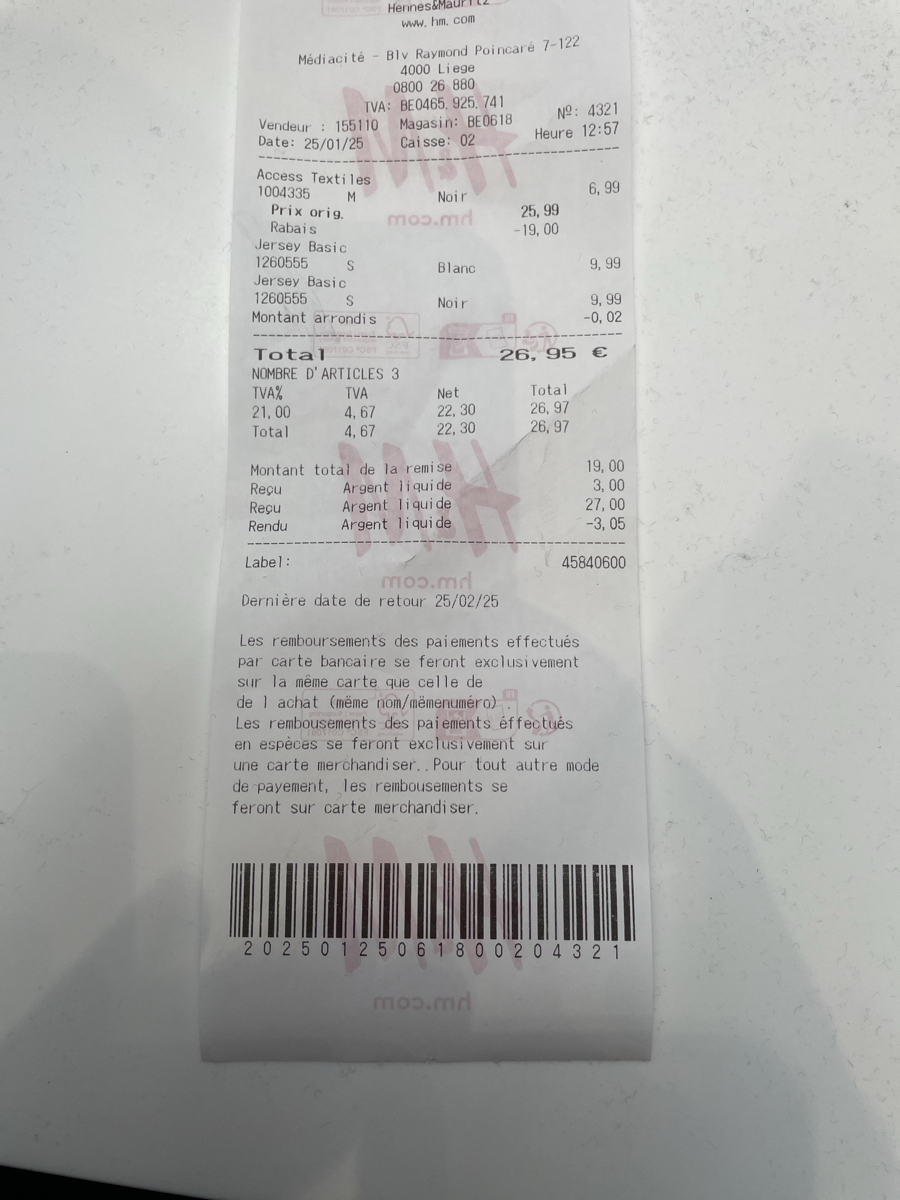 Hennes&Mauritz
www. hm. com
Médiacité - Blv Raymond Poincaré 7-122
4000 Liege
0800 26 880
TVA: BE0465. 925. 741
Nº: 4321
Vendeur : 155110 Magasin: BE0618
Date: 25/01/25 Caisse: 02 Heure 12:57
Access Textiles
1004335 M Noir 6,99
Prix orig. 25,99
Rabais -19,00
Jersey Basic
1260555 S Blanc 9,99
Jersey Basic
1260555 S Noir 9,99
Montant arrondis -0,02
Total 26,95 €
NOMBRE D'ARTICLES 3
TVA% TVA Net Total
21,00 4,67 22,30 26,97
Total 4,67 22,30 26,97
Montant total de la remise 19,00
Reçu Argent liquide 3,00
Reçu Argent liquide 27,00
Rendu Argent liquide -3,05
Label: 45840600
Dernière date de retour 25/02/25
Les remboursements des paiements effectués
par carte bancaire se feront exclusivement
sur la même carte que celle de
de l achat (mëme nom/mëmenuméro)
Les rembousements des paiements éffectués
en espèces se feront exclusivement sur
une carte merchandiser.. Pour tout autre mode
de payement, les rembousements se
feront sur carte merchandiser.
20250125061800204321
H&M
hm.com